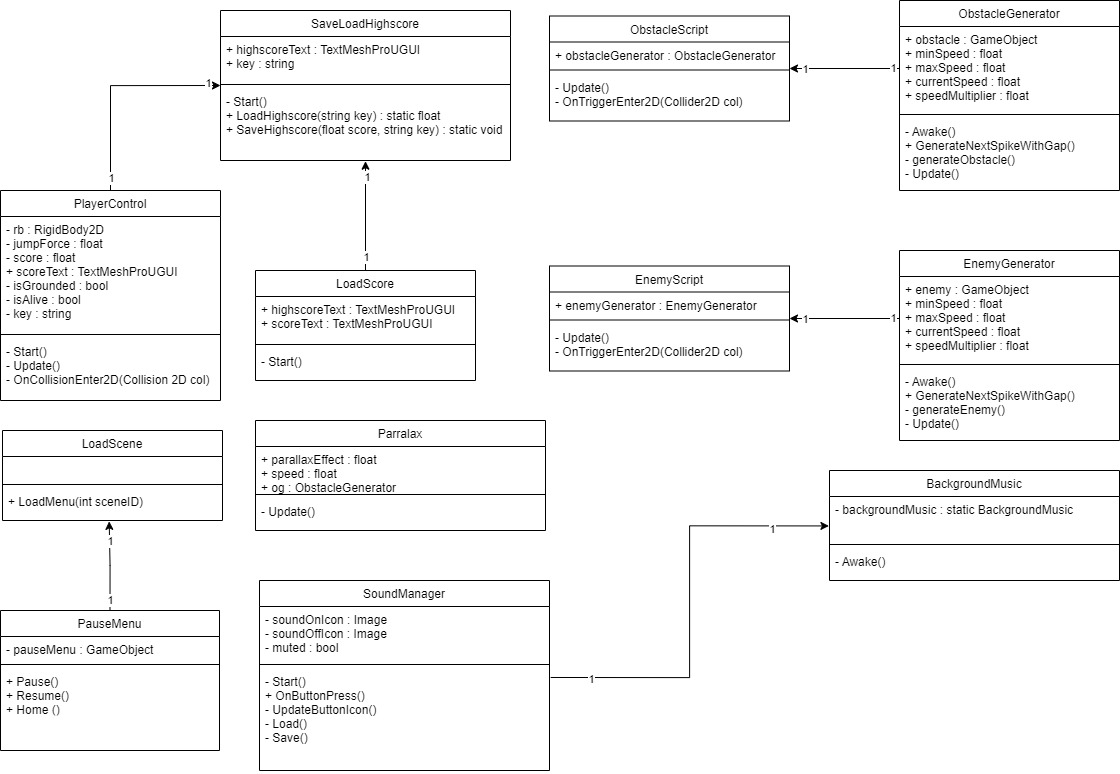 SaveLoadHighscore
+ highscoreText : TextMeshProUGUI
+ key : string
- Start()
+ LoadHighscore(string key) : static float
+ SaveHighscore(float score, string key) : static void
ObstacleScript
+ obstacleGenerator : ObstacleGenerator
- Update()
- OnTriggerEnter2D(Collider2D col)
ObstacleGenerator
+ obstacle : GameObject
+ minSpeed : float
+ maxSpeed : float
+ currentSpeed : float
+ speedMultiplier : float
- Awake()
+ GenerateNextSpikeWithGap()
- generateObstacle()
- Update()
1
1
1
1
PlayerControl
- rb : RigidBody2D
- jumpForce : float
- score : float
+ scoreText : TextMeshProUGUI
- isGrounded : bool
- isAlive : bool
- key : string
- Start()
- Update()
- OnCollisionEnter2D(Collision 2D col)
1
1
LoadScore
+ highscoreText : TextMeshProUGUI
+ scoreText : TextMeshProUGUI
- Start()
EnemyScript
+ enemyGenerator : EnemyGenerator
- Update()
- OnTriggerEnter2D(Collider2D col)
1
1
EnemyGenerator
+ enemy : GameObject
+ minSpeed : float
+ maxSpeed : float
+ currentSpeed : float
+ speedMultiplier : float
- Awake()
+ GenerateNextSpikeWithGap()
- generateEnemy()
- Update()
LoadScene
+ LoadMenu(int sceneID)
Parralax
+ parallaxEffect : float
+ speed : float
+ og : ObstacleGenerator
- Update()
BackgroundMusic
- backgroundMusic : static BackgroundMusic
- Awake()
1
1
PauseMenu
- pauseMenu : GameObject
+ Pause()
+ Resume()
+ Home ()
SoundManager
- soundOnIcon : Image
- soundOffIcon : Image
- muted : bool
- Start()
+ OnButtonPress()
- UpdateButtonIcon()
- Load()
- Save()
1
1